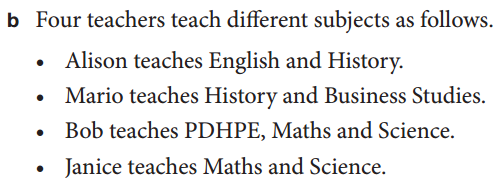 b Four teachers teach different subjects as follows.
• Alison teaches English and History.
• Mario teaches History and Business Studies.
• Bob teaches PDHPE, Maths and Science.
• Janice teaches Maths and Science.